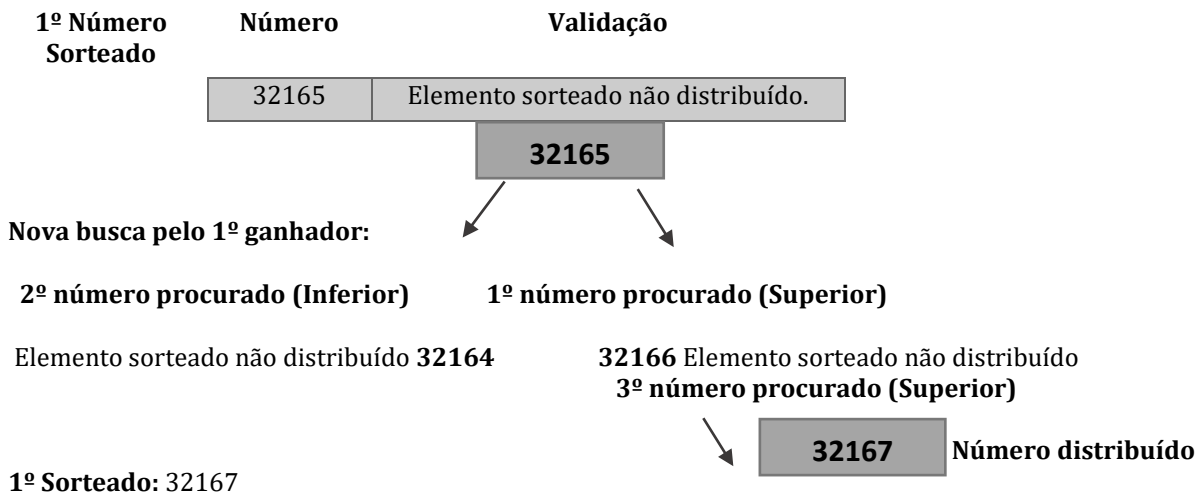 1º Número Sorteado Número Validação
32165 Elemento sorteado não distribuído.
32165
Nova busca pelo 1º ganhador:
2º número procurado (Inferior) 1º número procurado (Superior)
Elemento sorteado não distribuído 32164 32166 Elemento sorteado não distribuído
3º número procurado (Superior)
32167 Número distribuído
1º Sorteado: 32167